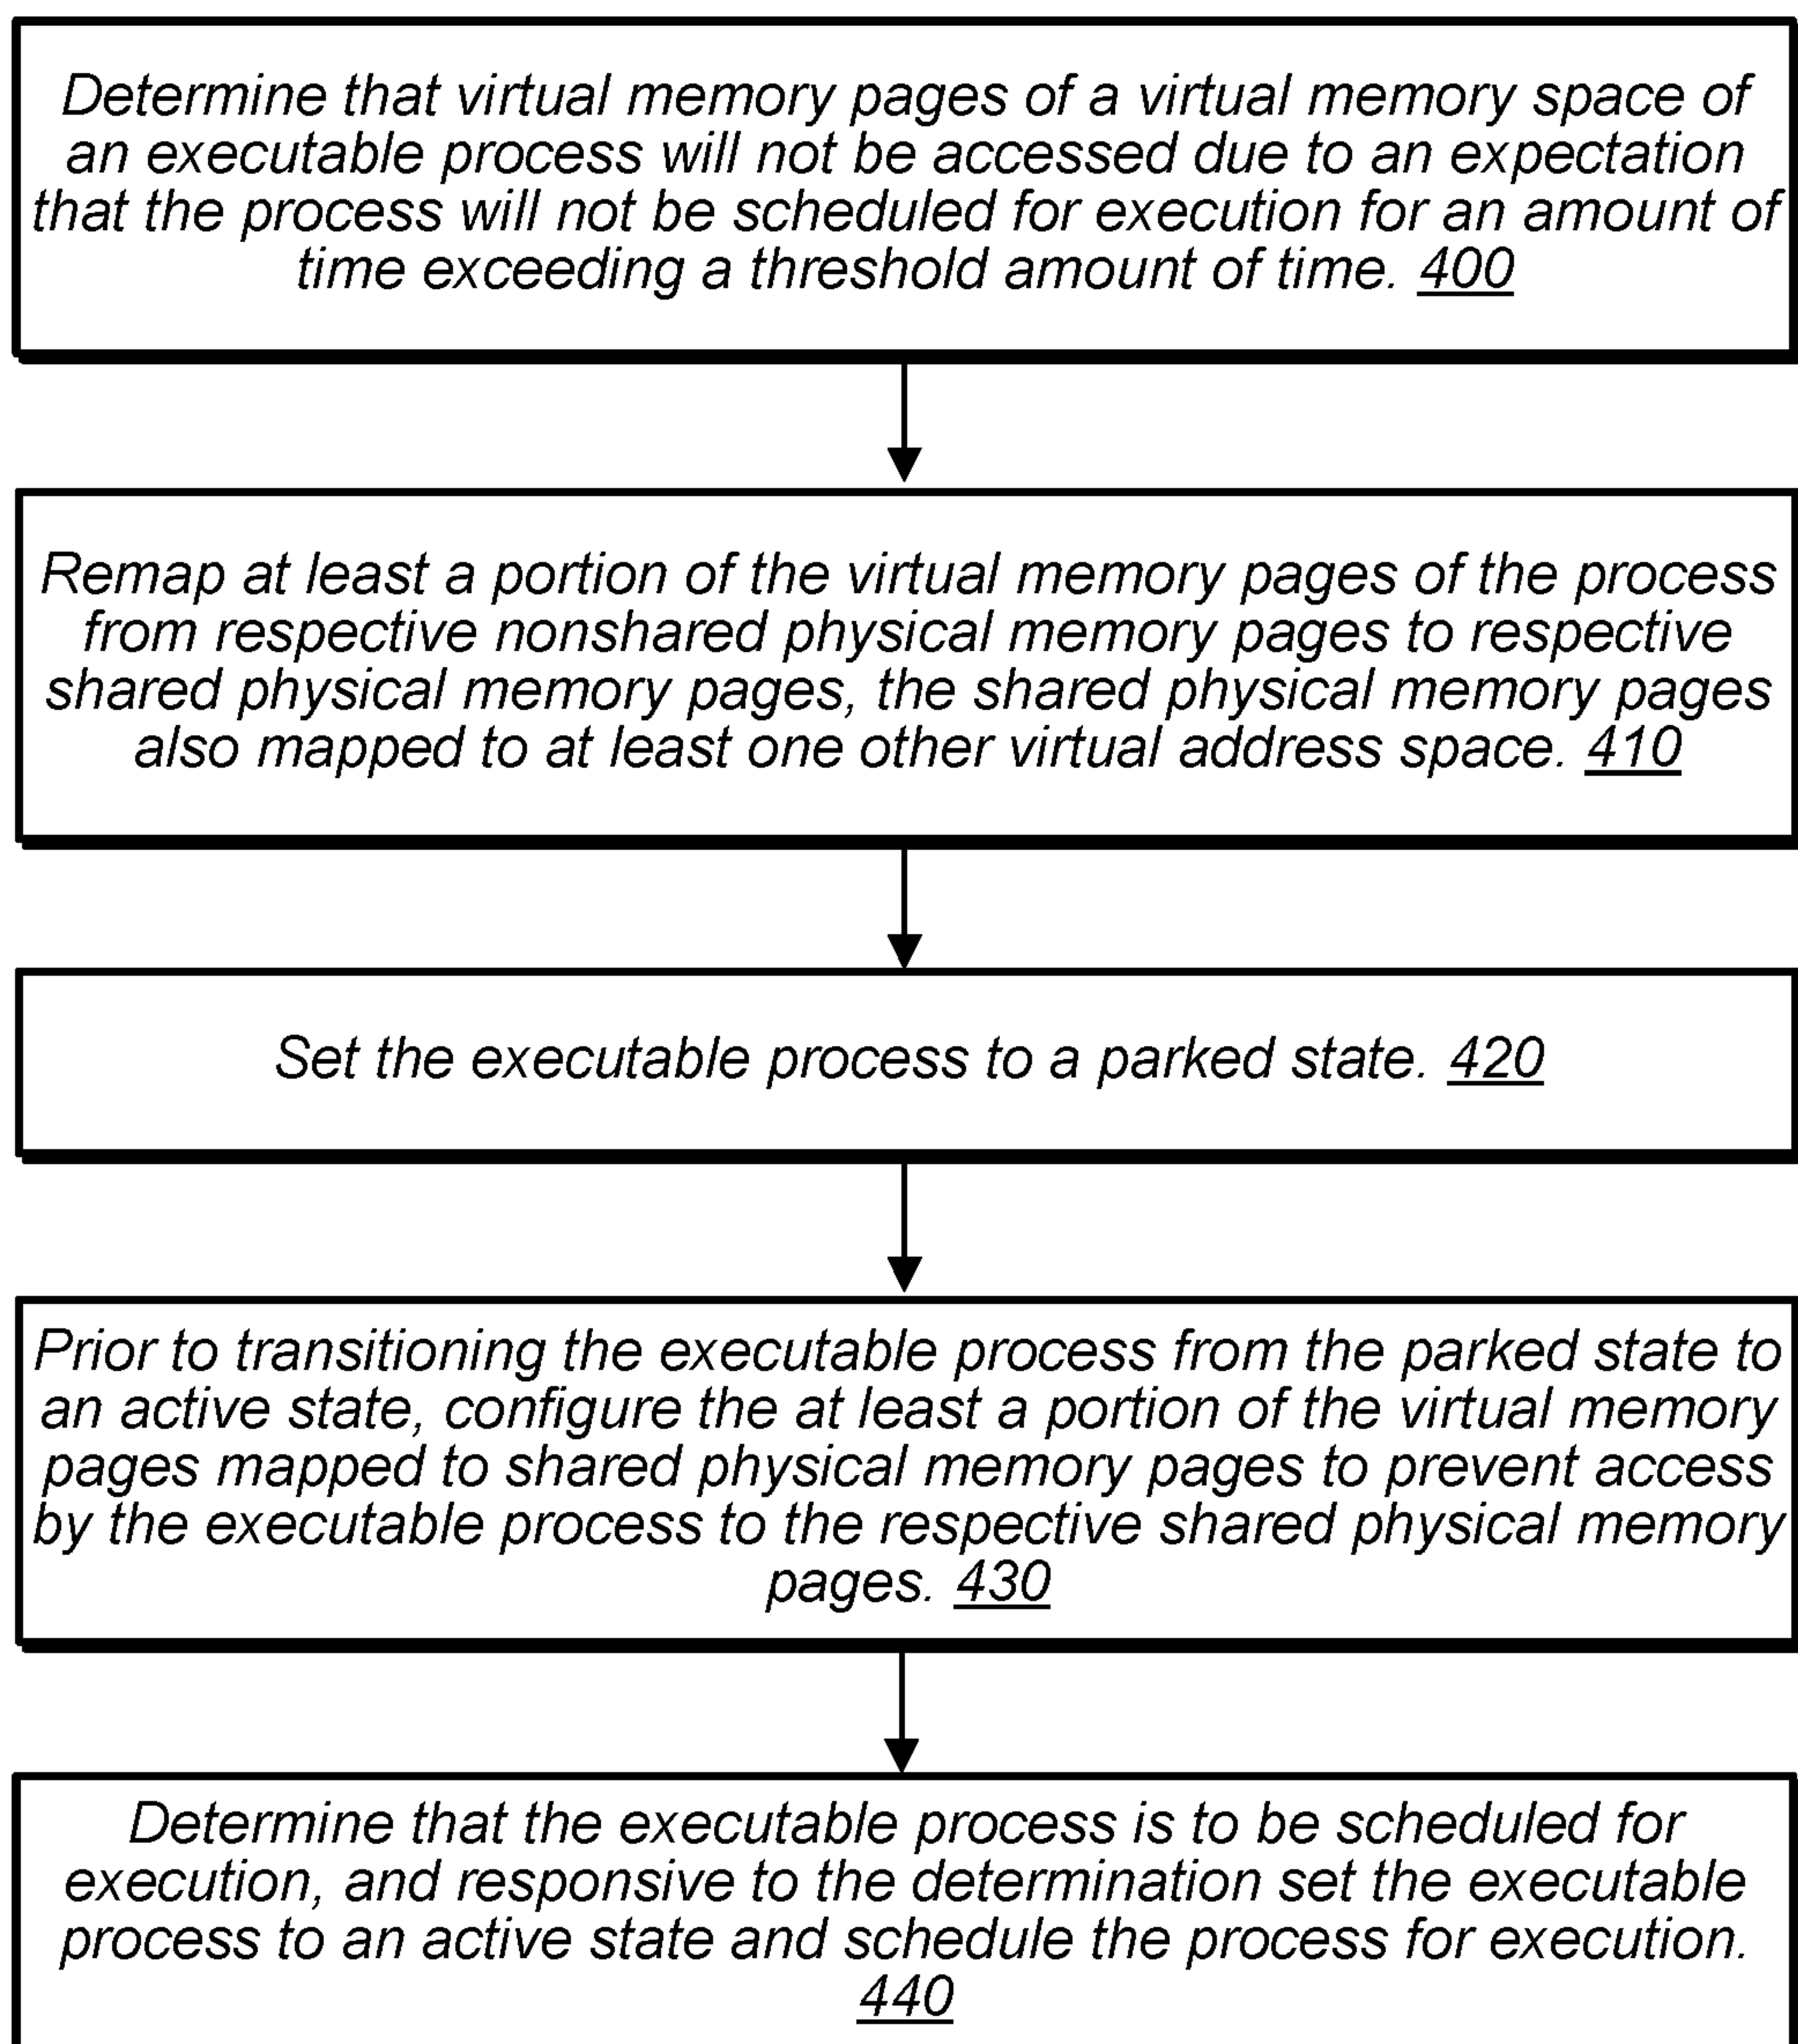 Determine that virtual memory pages of a virtual memory space of
an executable process will not be accessed due to an expectation
that the process will not be scheduled for execution for an amount of
time exceeding a threshold amount of time. 400
Remap at least a portion of the virtual memory pages of the process
from respective nonshared physical memory pages to respective
shared physical memory pages, the shared physical memory pages
also mapped to at least one other virtual address space. 410
Set the executable process to a parked state. 420
Prior to transitioning the executable process from the parked state to
an active state, configure the at least a portion of the virtual memory
pages mapped to shared physical memory pages to prevent access
by the executable process to the respective shared physical memory
pages. 430
Determine that the executable process is to be scheduled for
execution, and responsive to the determination set the executable
process to an active state and schedule the process for execution.
440